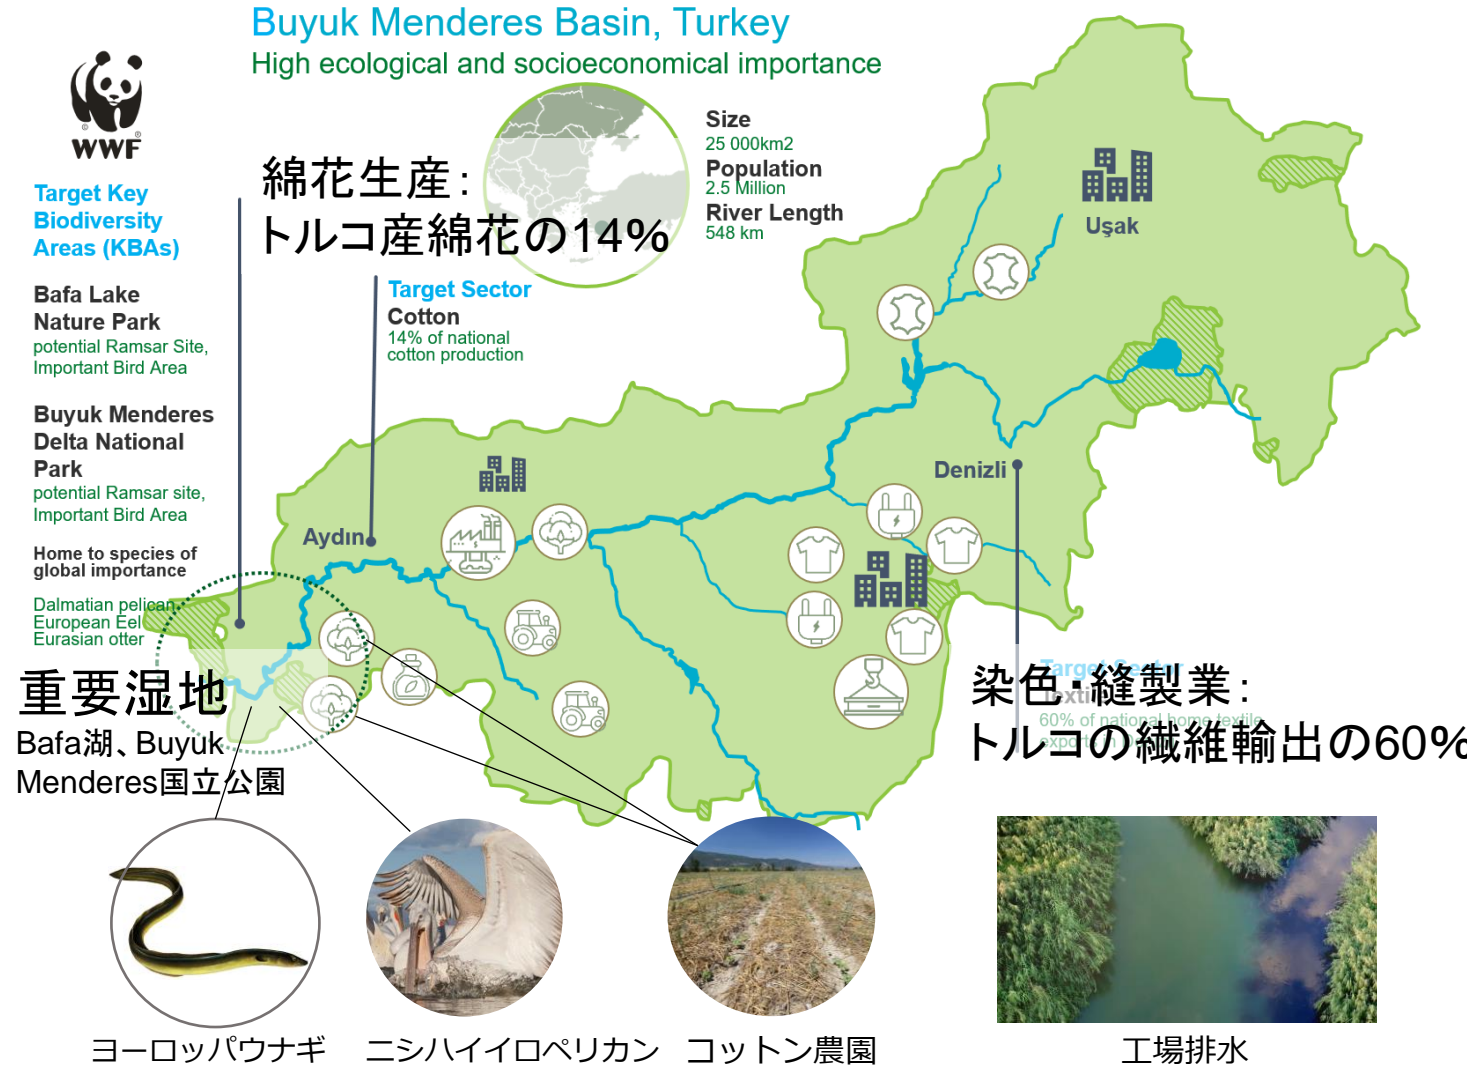 Buyuk Menderes Basin, Turkey
High ecological and socioeconomical importance
WWF
Size
25 000km2
Population
2.5 Million
River Length
548 km
綿花生産：
トルコ産綿花の14%
Target Key
Biodiversity
Areas (KBAs)
Bafa Lake
Nature Park
potential Ramsar Site,
Important Bird Area
Buyuk Menderes
Delta National
Park
potential Ramsar site,
Important Bird Area
Home to species of
global importance
Dalmatian pelican
European Eel
Eurasian otter
Target Sector
Cotton
14% of national
cotton production
Uşak
Denizli
Aydın
重要湿地
Bafa湖、Buyuk
Menderes国立公園
Target Sector
60% of national home textile
染色・縫製業：
トルコの繊維輸出の60%
ヨーロッパウナギ
ニシハイイロペリカン
コットン農園
工場排水